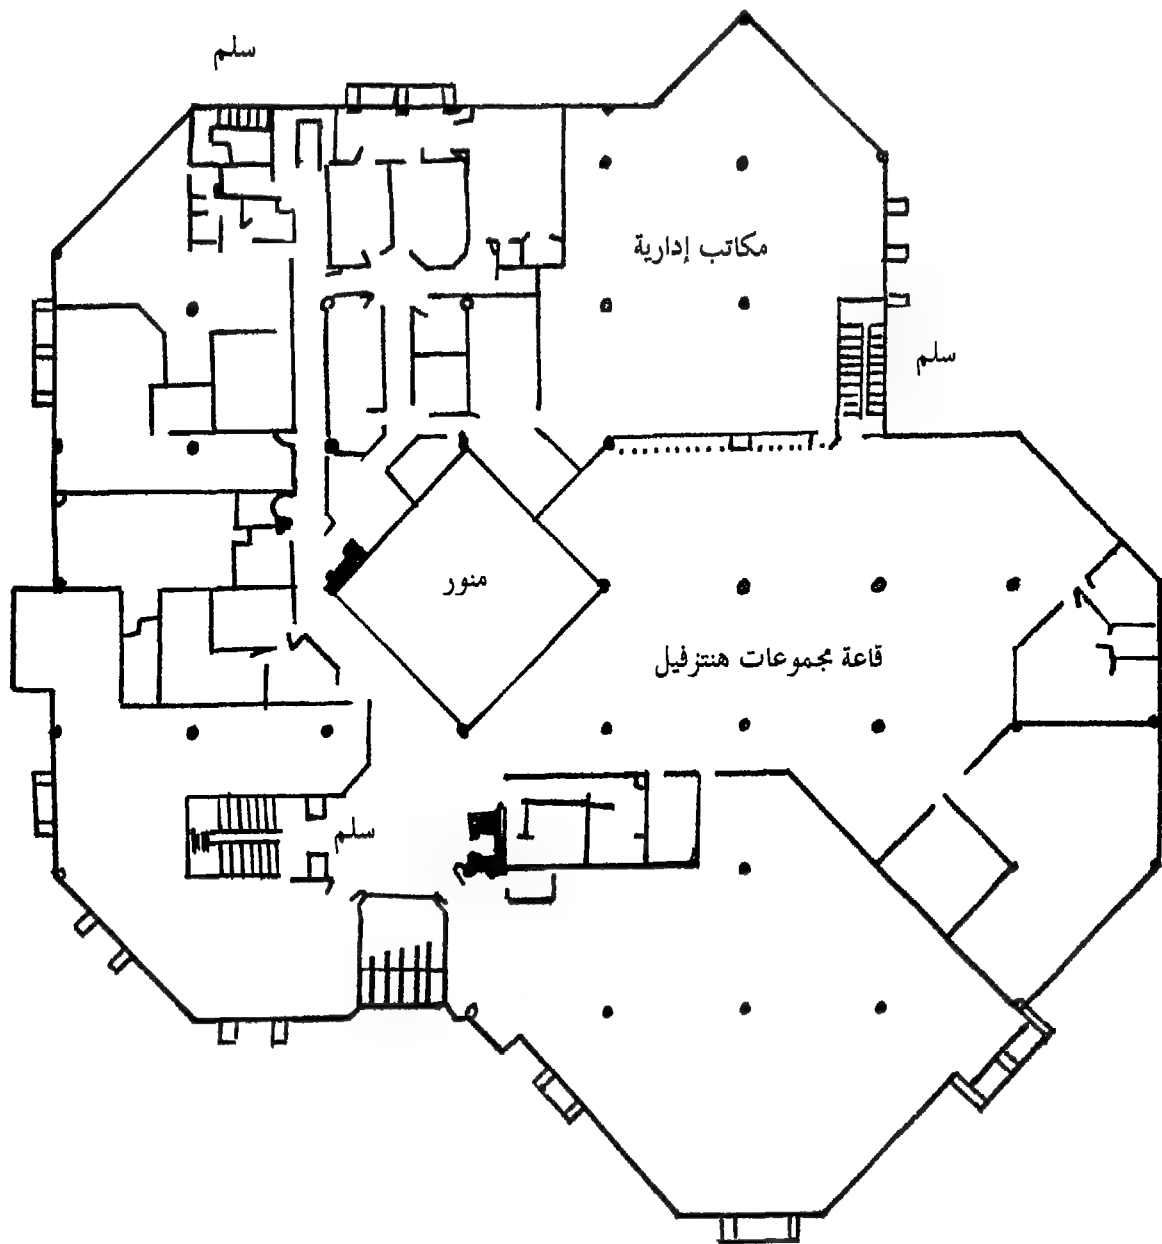 سلم
مكاتب إدارية
سلم
منور
قاعة مجموعات هنتزفيل
سلم